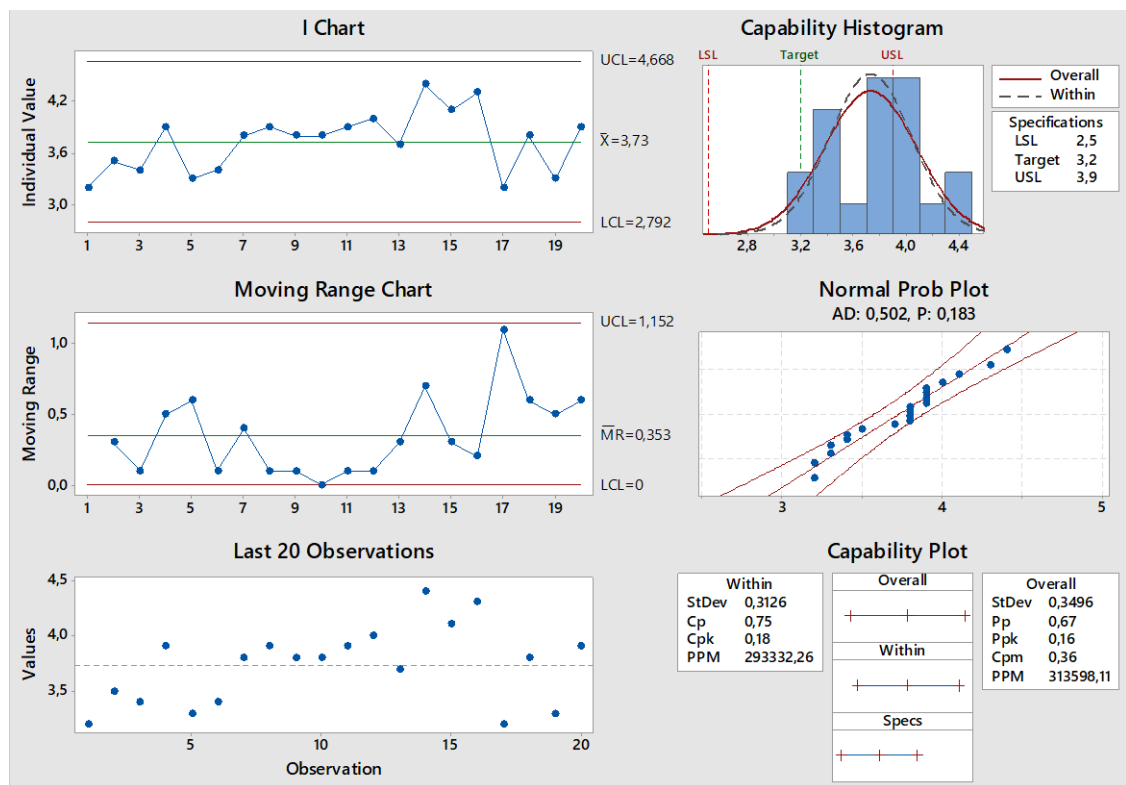 I Chart
Individual Value
4,2
3,6
3,0
UCL=4,668
X̄=3,73
LCL=2,792
1 3 5 7 9 11 13 15 17 19
Capability Histogram
LSL Target USL
2,8 3,2 3,6 4,0 4,4
Overall
Within
Specifications
LSL 2,5
Target 3,2
USL 3,9
Moving Range Chart
Moving Range
1,0
0,5
0,0
UCL=1,152
M̄R̄=0,353
LCL=0
1 3 5 7 9 11 13 15 17 19
Normal Prob Plot
AD: 0,502, P: 0,183
3 4 5
Last 20 Observations
Values
4,5
4,0
3,5
5 10 15 20
Observation
Capability Plot
Within
StDev 0,3126
Cp 0,75
Cpk 0,18
PPM 293332,26
Overall
Within
Specs
Overall
StDev 0,3496
Pp 0,67
Ppk 0,16
Cpm 0,36
PPM 313598,11